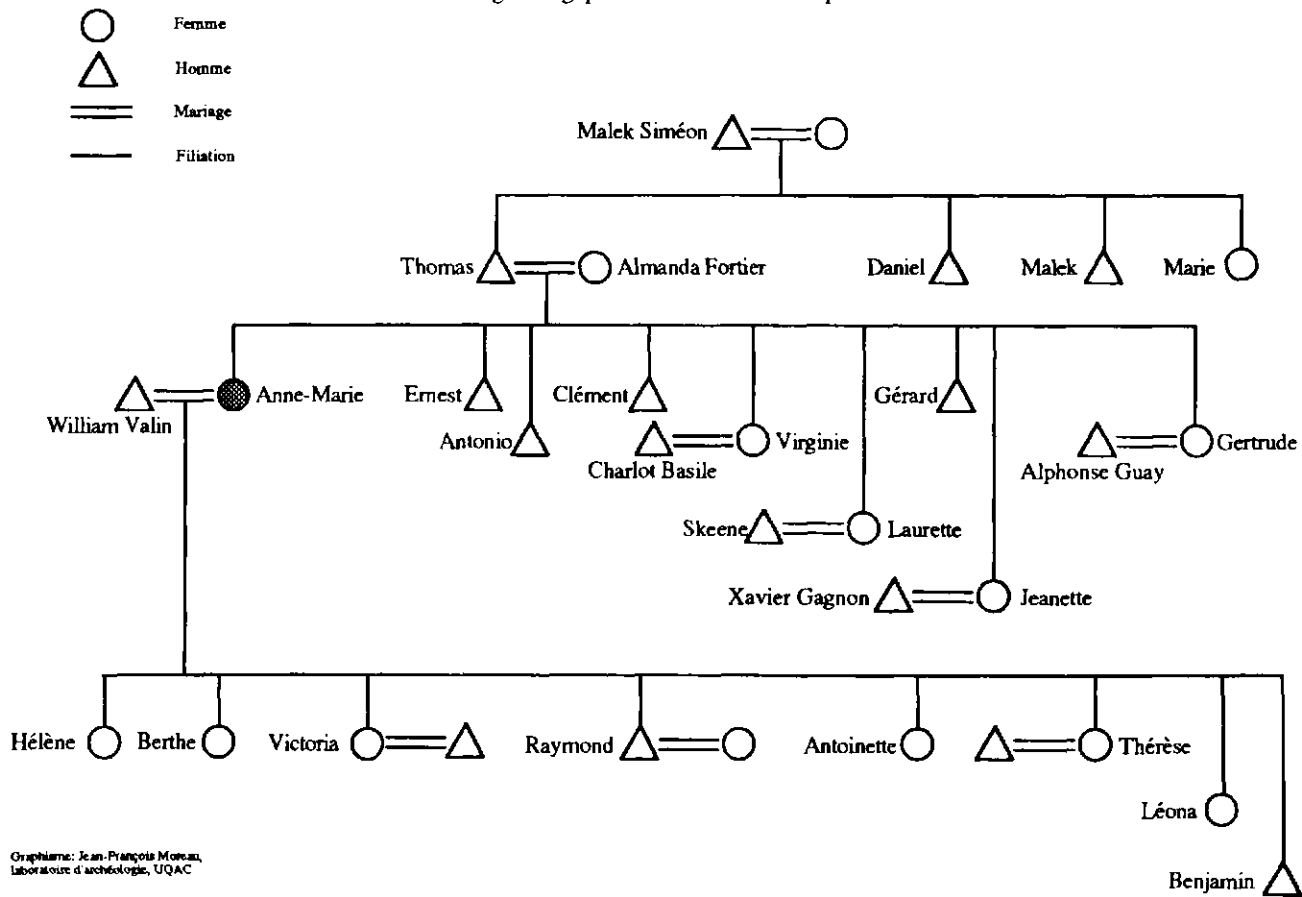 Femme
Homme
Mariage
Filiation
Malek Siméon
Thomas
Almanda Fortier
Daniel
Malek
Marie
William Valin
Anne-Marie
Ernest
Antonio
Clément
Charlot Basile
Virginie
Gérard
Alphonse Guay
Gertrude
Skeene
Laurette
Xavier Gagnon
Jeanette
Hélène
Berthe
Victoria
Raymond
Antoinette
Thérèse
Léona
Benjamin
Graphisme: Jean-François Moreau,
laboratoire d'archéologie, UQAC